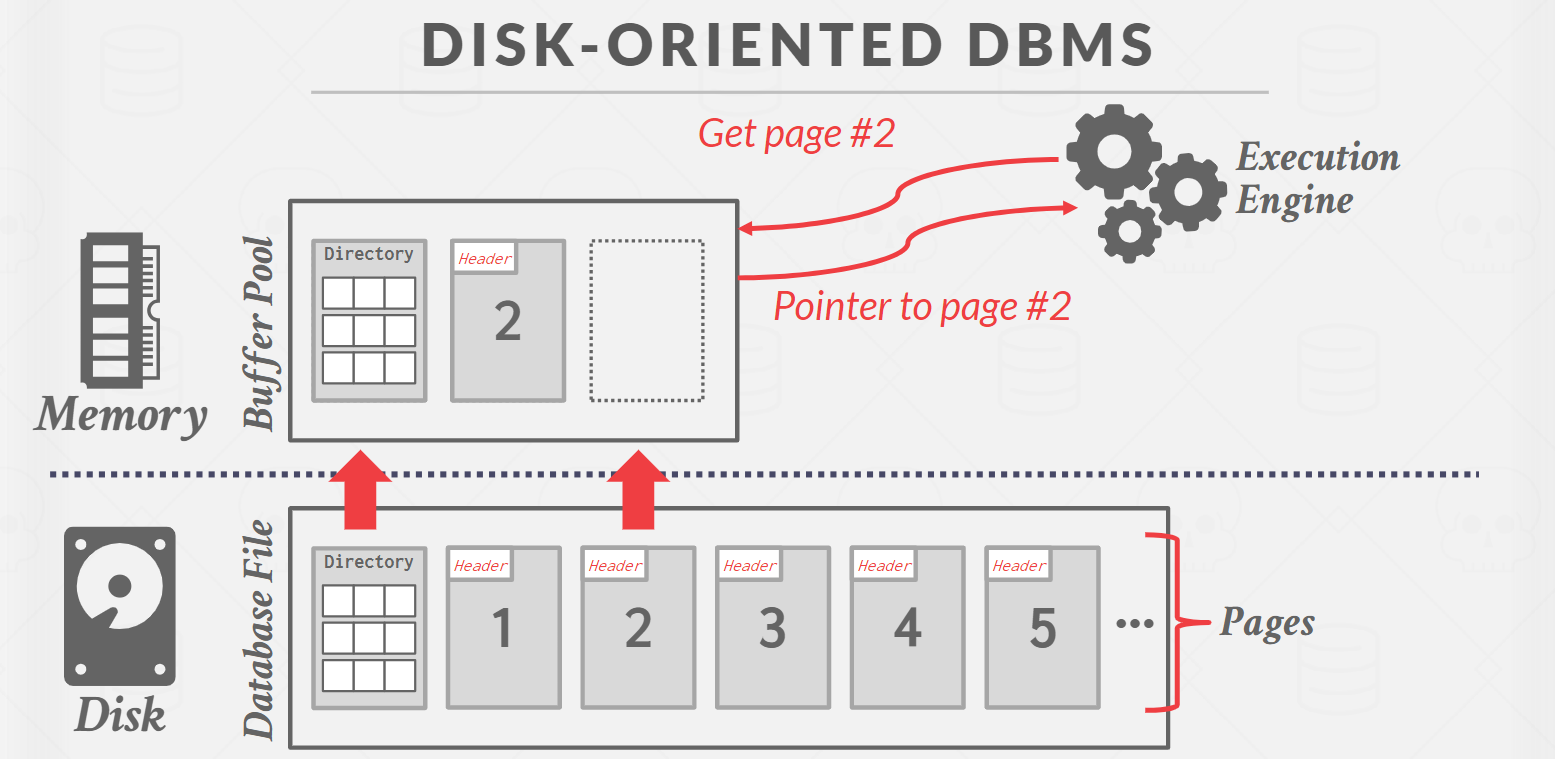 DISK-ORIENTED DBMS
Get page #2
Execution
Engine
Pointer to page #2
Memory
Buffer Pool
Directory
Header
2
Disk
Database File
Directory
Header
1
Header
2
Header
3
Header
4
Header
5
...
Pages